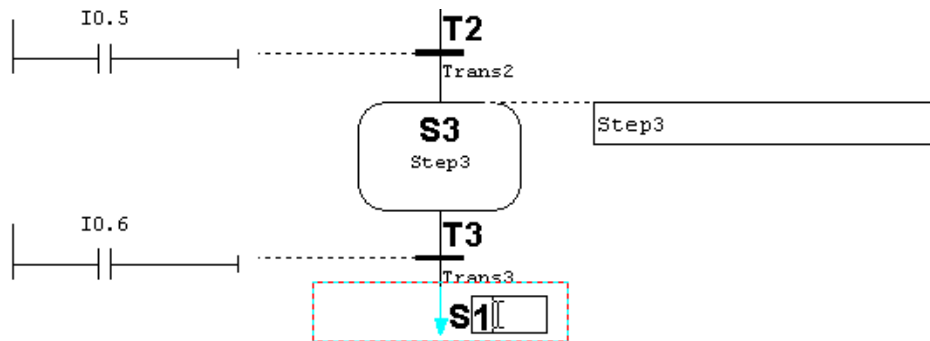 I0.5
T2
Trans2
S3
Step3
Step3
I0.6
T3
Trans3
S1